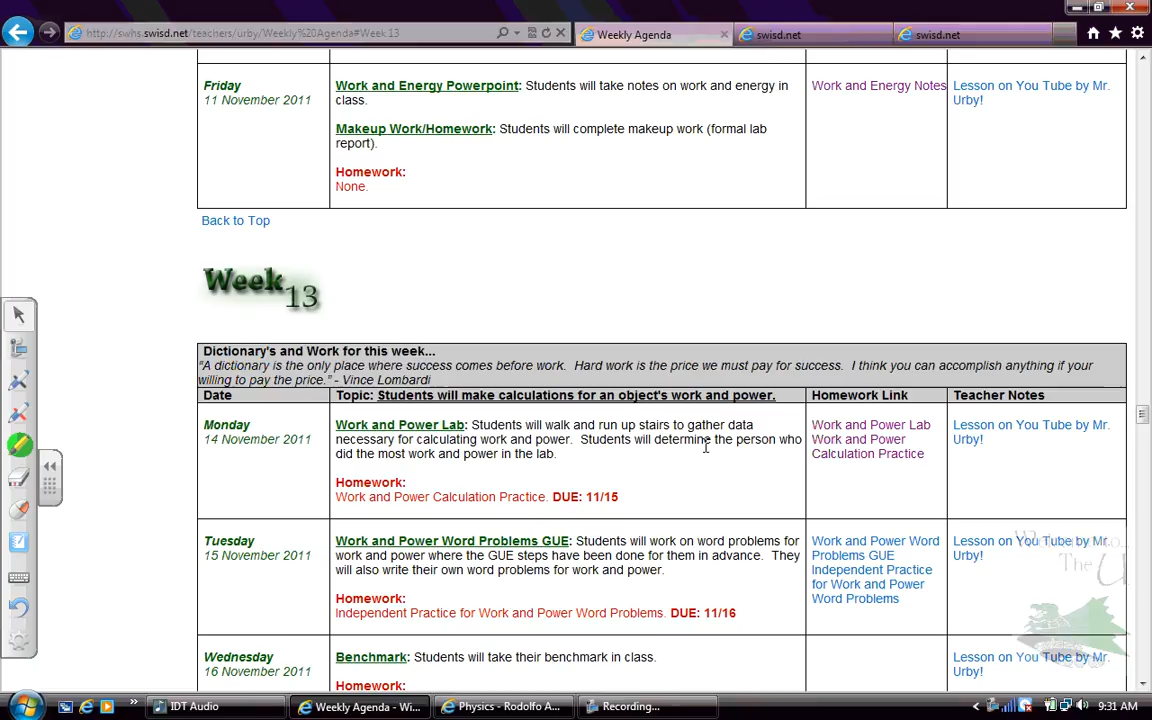 http://swhs.swisd.net/teachers/urby/Weekly%20Agenda#Week 13
Weekly Agenda
swisd.net
swisd.net
Friday
11 November 2011
Work and Energy Powerpoint: Students will take notes on work and energy in
class.
Makeup Work/Homework: Students will complete makeup work (formal lab
report).
Homework:
None.
Work and Energy Notes
Lesson on You Tube by Mr.
Urby!
Back to Top
Week 13
Dictionary's and Work for this week...
“A dictionary is the only place where success comes before work.  Hard work is the price we must pay for success.  I think you can accomplish anything if your
willing to pay the price.” - Vince Lombardi
Date
Topic: Students will make calculations for an object's work and power.
Homework Link
Teacher Notes
Monday
14 November 2011
Work and Power Lab: Students will walk and run up stairs to gather data
necessary for calculating work and power.  Students will determine the person who
did the most work and power in the lab.
Homework:
Work and Power Calculation Practice. DUE: 11/15
Work and Power Lab
Work and Power
Calculation Practice
Lesson on You Tube by Mr.
Urby!
Tuesday
15 November 2011
Work and Power Word Problems GUE: Students will work on word problems for
work and power where the GUE steps have been done for them in advance.  They
will also write their own word problems for work and power.
Homework:
Independent Practice for Work and Power Word Problems. DUE: 11/16
Work and Power Word
Problems GUE
Independent Practice
for Work and Power
Word Problems
Lesson on You Tube by Mr.
Urby!
Wednesday
16 November 2011
Benchmark: Students will take their benchmark in class.
Homework:
Lesson on You Tube by Mr.
Urby!
The U
IDT Audio
Weekly Agenda - Wi...
Physics - Rodolfo A...
Recording...
9:31 AM